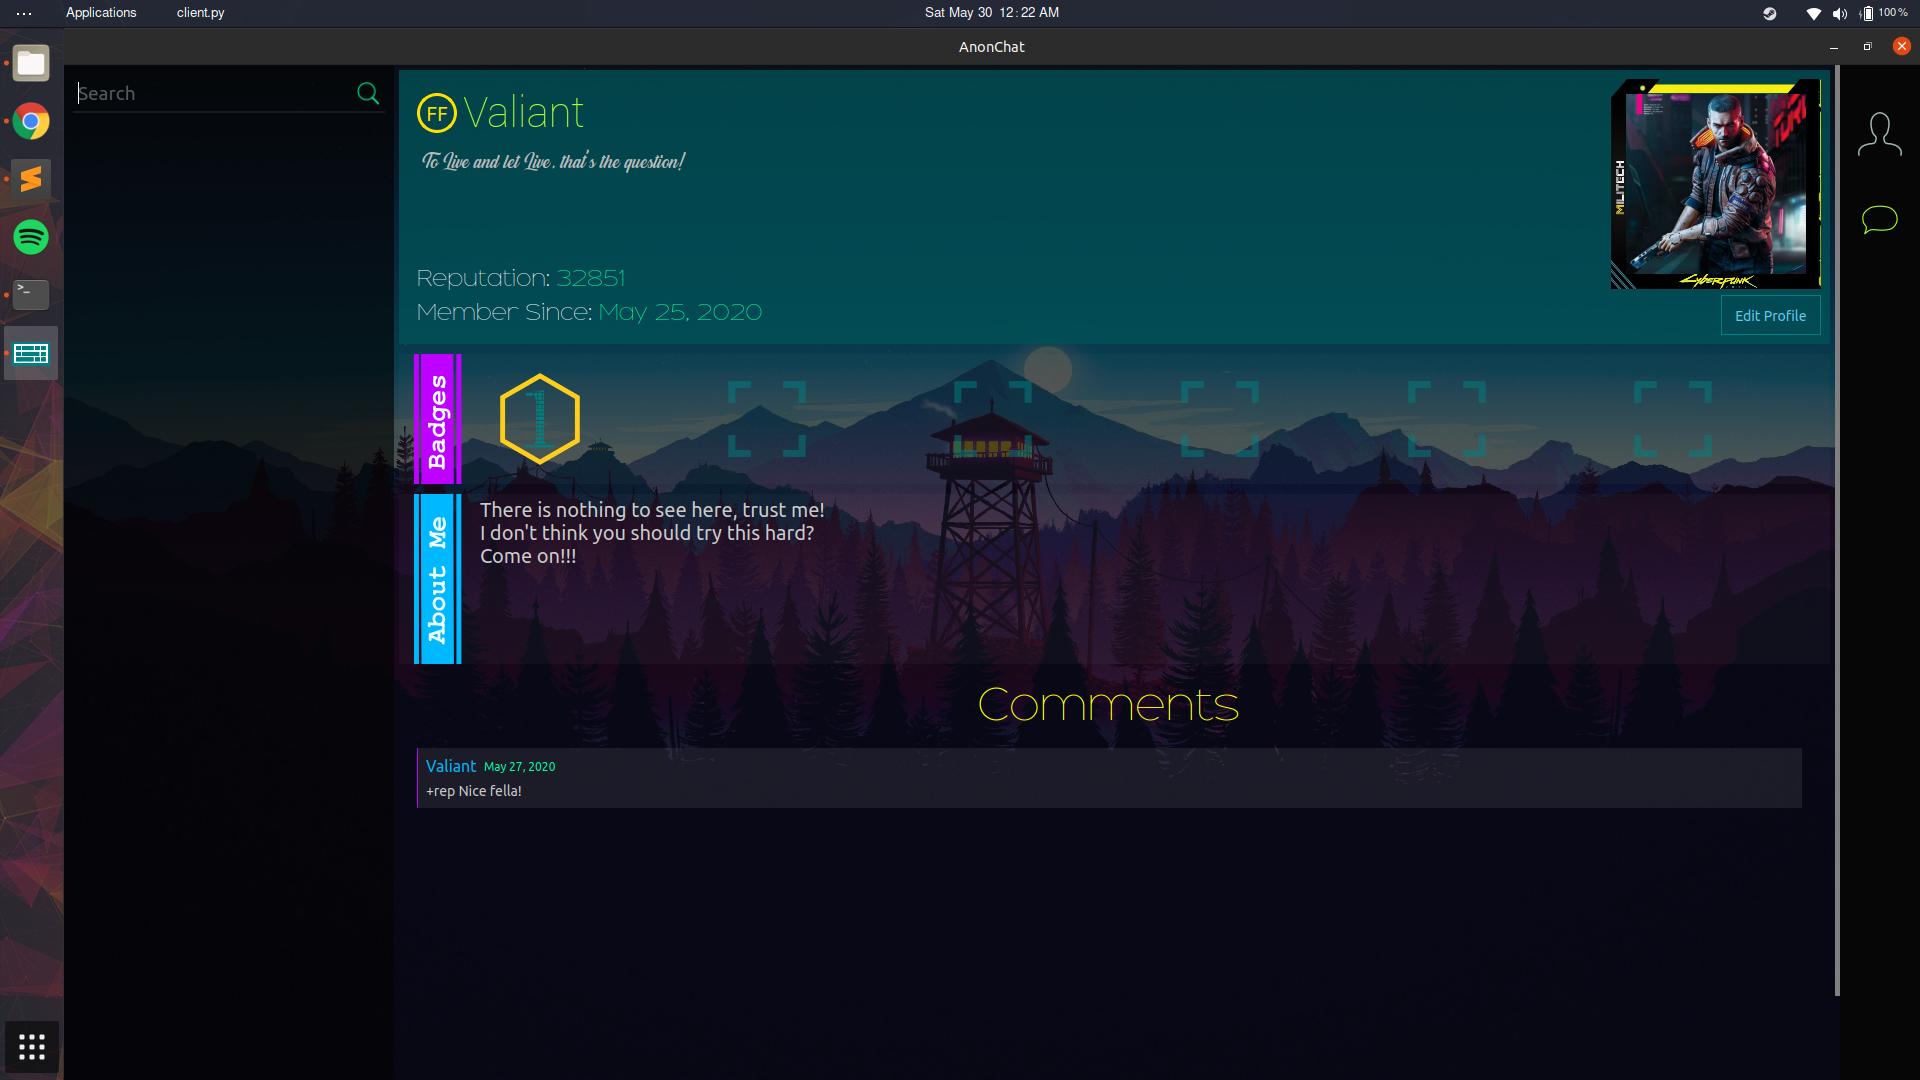 Applications
client.py
Sat May 30 12:22 AM
100 %
AnonChat
Search
FF
Valiant
To Live and let Live, that's the question!
Reputation: 32851
Member Since: May 25, 2020
MILITECH
Cyberpunk
Edit Profile
Badges
1
About Me
There is nothing to see here, trust me!
I don't think you should try this hard?
Come on!!!
Comments
Valiant May 27, 2020
+rep Nice fella!